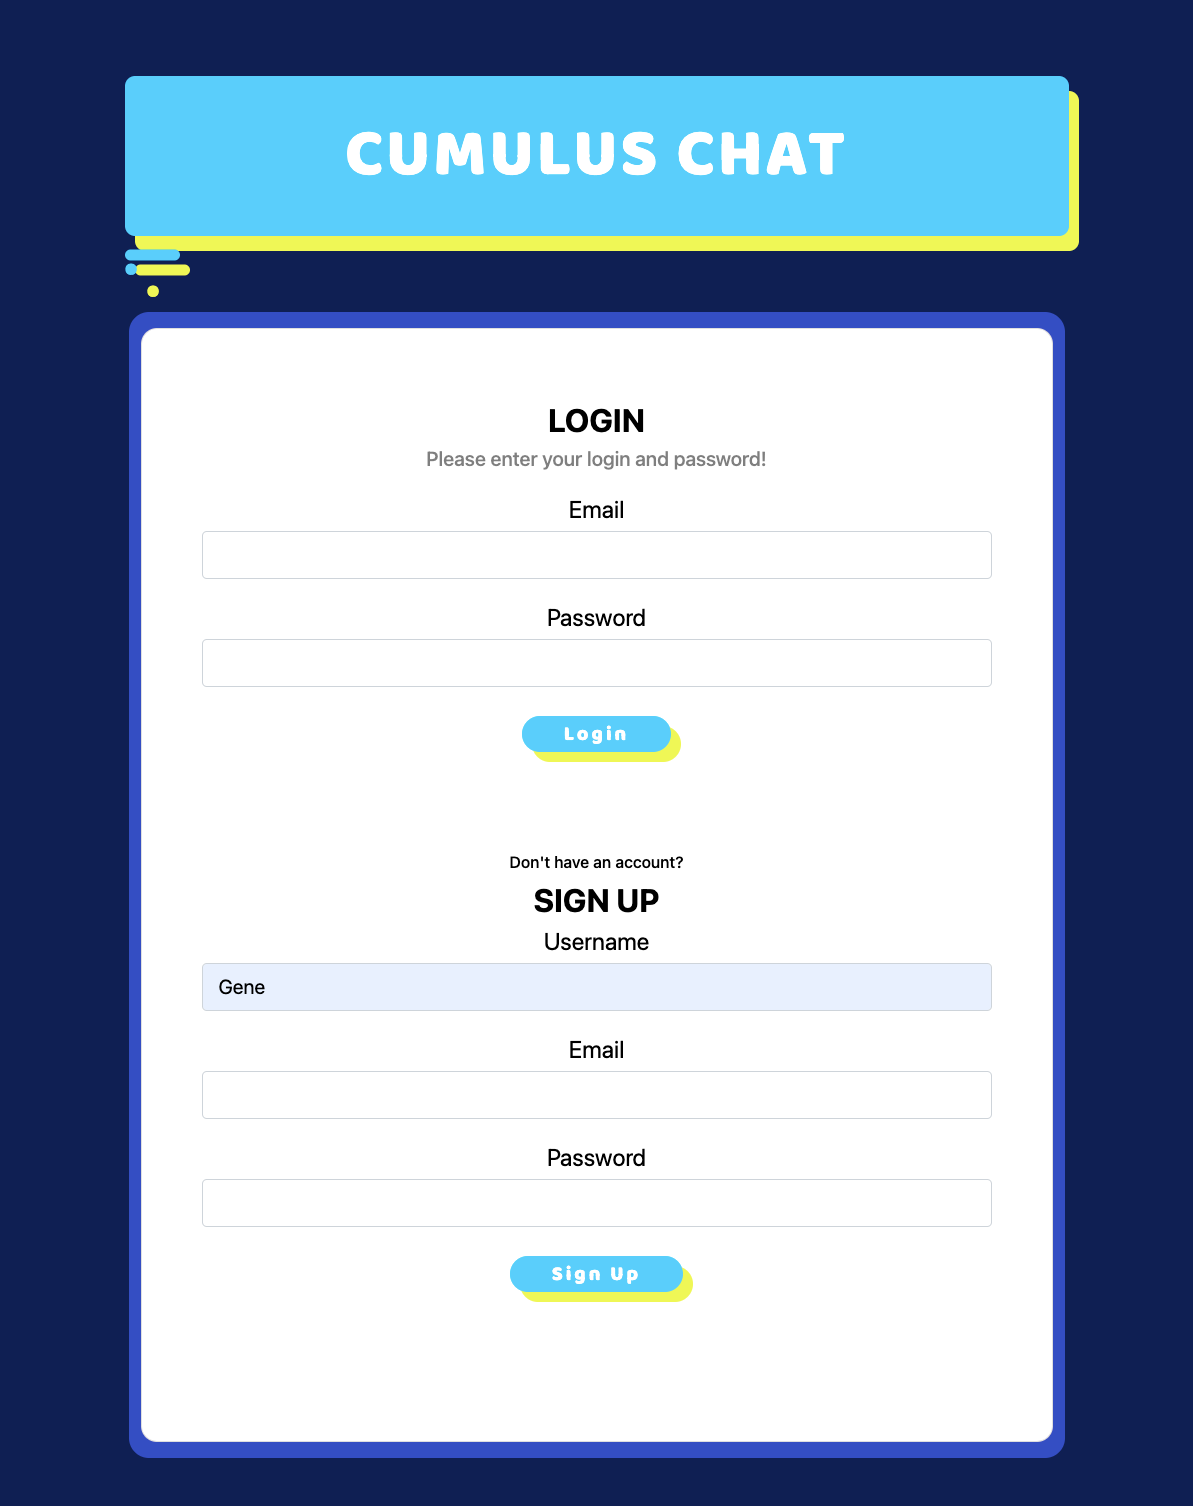 CUMULUS CHAT
LOGIN
Please enter your login and password!
Email
Password
Login
Don't have an account?
SIGN UP
Username
Gene
Email
Password
Sign Up